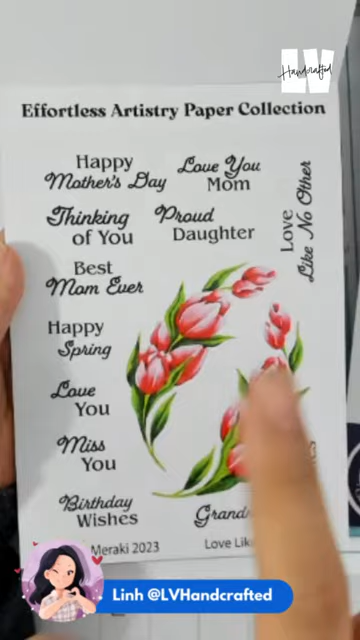 LV
Handcrafted
Effortless Artistry Paper Collection
Happy
Mother's Day
Love You
Mom
Love
Like No Other
Thinking
of You
Proud
Daughter
Best
Mom Ever
Happy
Spring
Love
You
Miss
You
Birthday
Wishes
Meraki 2023
Love
Linh @LVHandcrafted